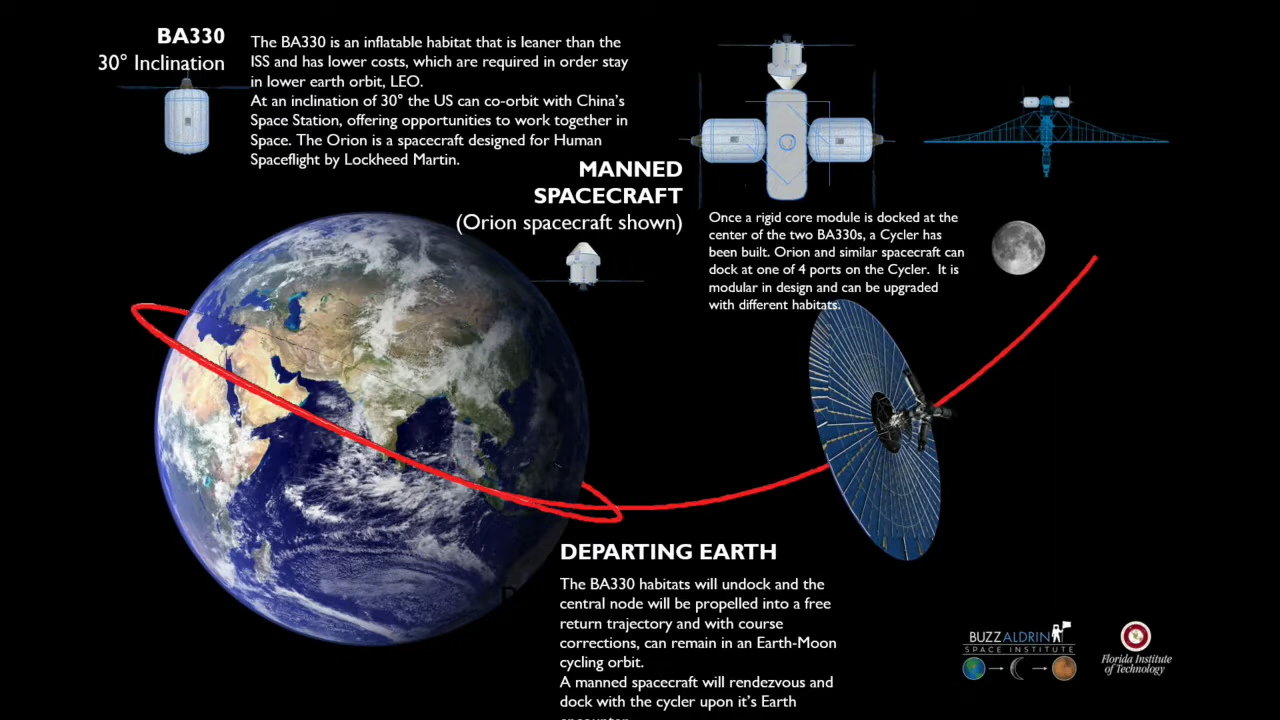 BA330
30° Inclination
The BA330 is an inflatable habitat that is leaner than the
ISS and has lower costs, which are required in order stay
in lower earth orbit, LEO.
At an inclination of 30° the US can co-orbit with China's
Space Station, offering opportunities to work together in
Space. The Orion is a spacecraft designed for Human
Spaceflight by Lockheed Martin.
MANNED
SPACECRAFT
(Orion spacecraft shown)
Once a rigid core module is docked at the
center of the two BA330s, a Cycler has
been built. Orion and similar spacecraft can
dock at one of 4 ports on the Cycler. It is
modular in design and can be upgraded
with different habitats.
DEPARTING EARTH
The BA330 habitats will undock and the
central node will be propelled into a free
return trajectory and with course
corrections, can remain in an Earth-Moon
cycling orbit.
A manned spacecraft will rendezvous and
dock with the cycler upon it's Earth
BUZZALDRIN
SPACE INSTITUTE
Florida Institute
of Technology